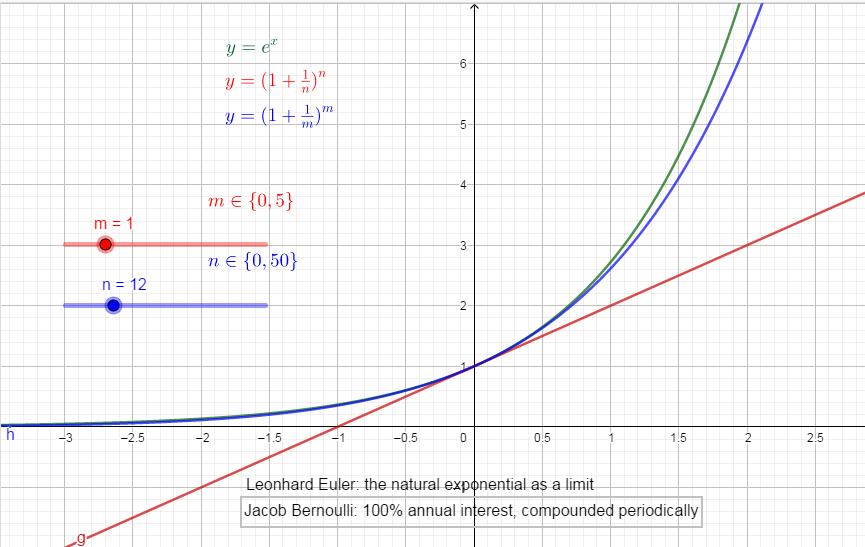 y = e^x
y = (1 + 1/n)^n
y = (1 + 1/m)^m
m ∈ {0, 5}
m = 1
n ∈ {0, 50}
n = 12
6
5
4
3
2
1
h
−3
−2.5
−2
−1.5
−1
−0.5
0
0.5
1
1.5
2
2.5
Leonhard Euler: the natural exponential as a limit
Jacob Bernoulli: 100% annual interest, compounded periodically
g